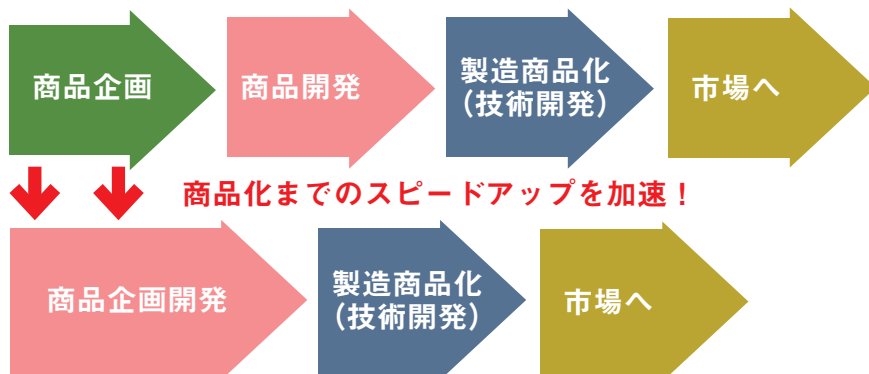 商品企画
商品開発
製造商品化
(技術開発)
市場へ
商品化までのスピードアップを加速！
商品企画開発
製造商品化
(技術開発)
市場へ